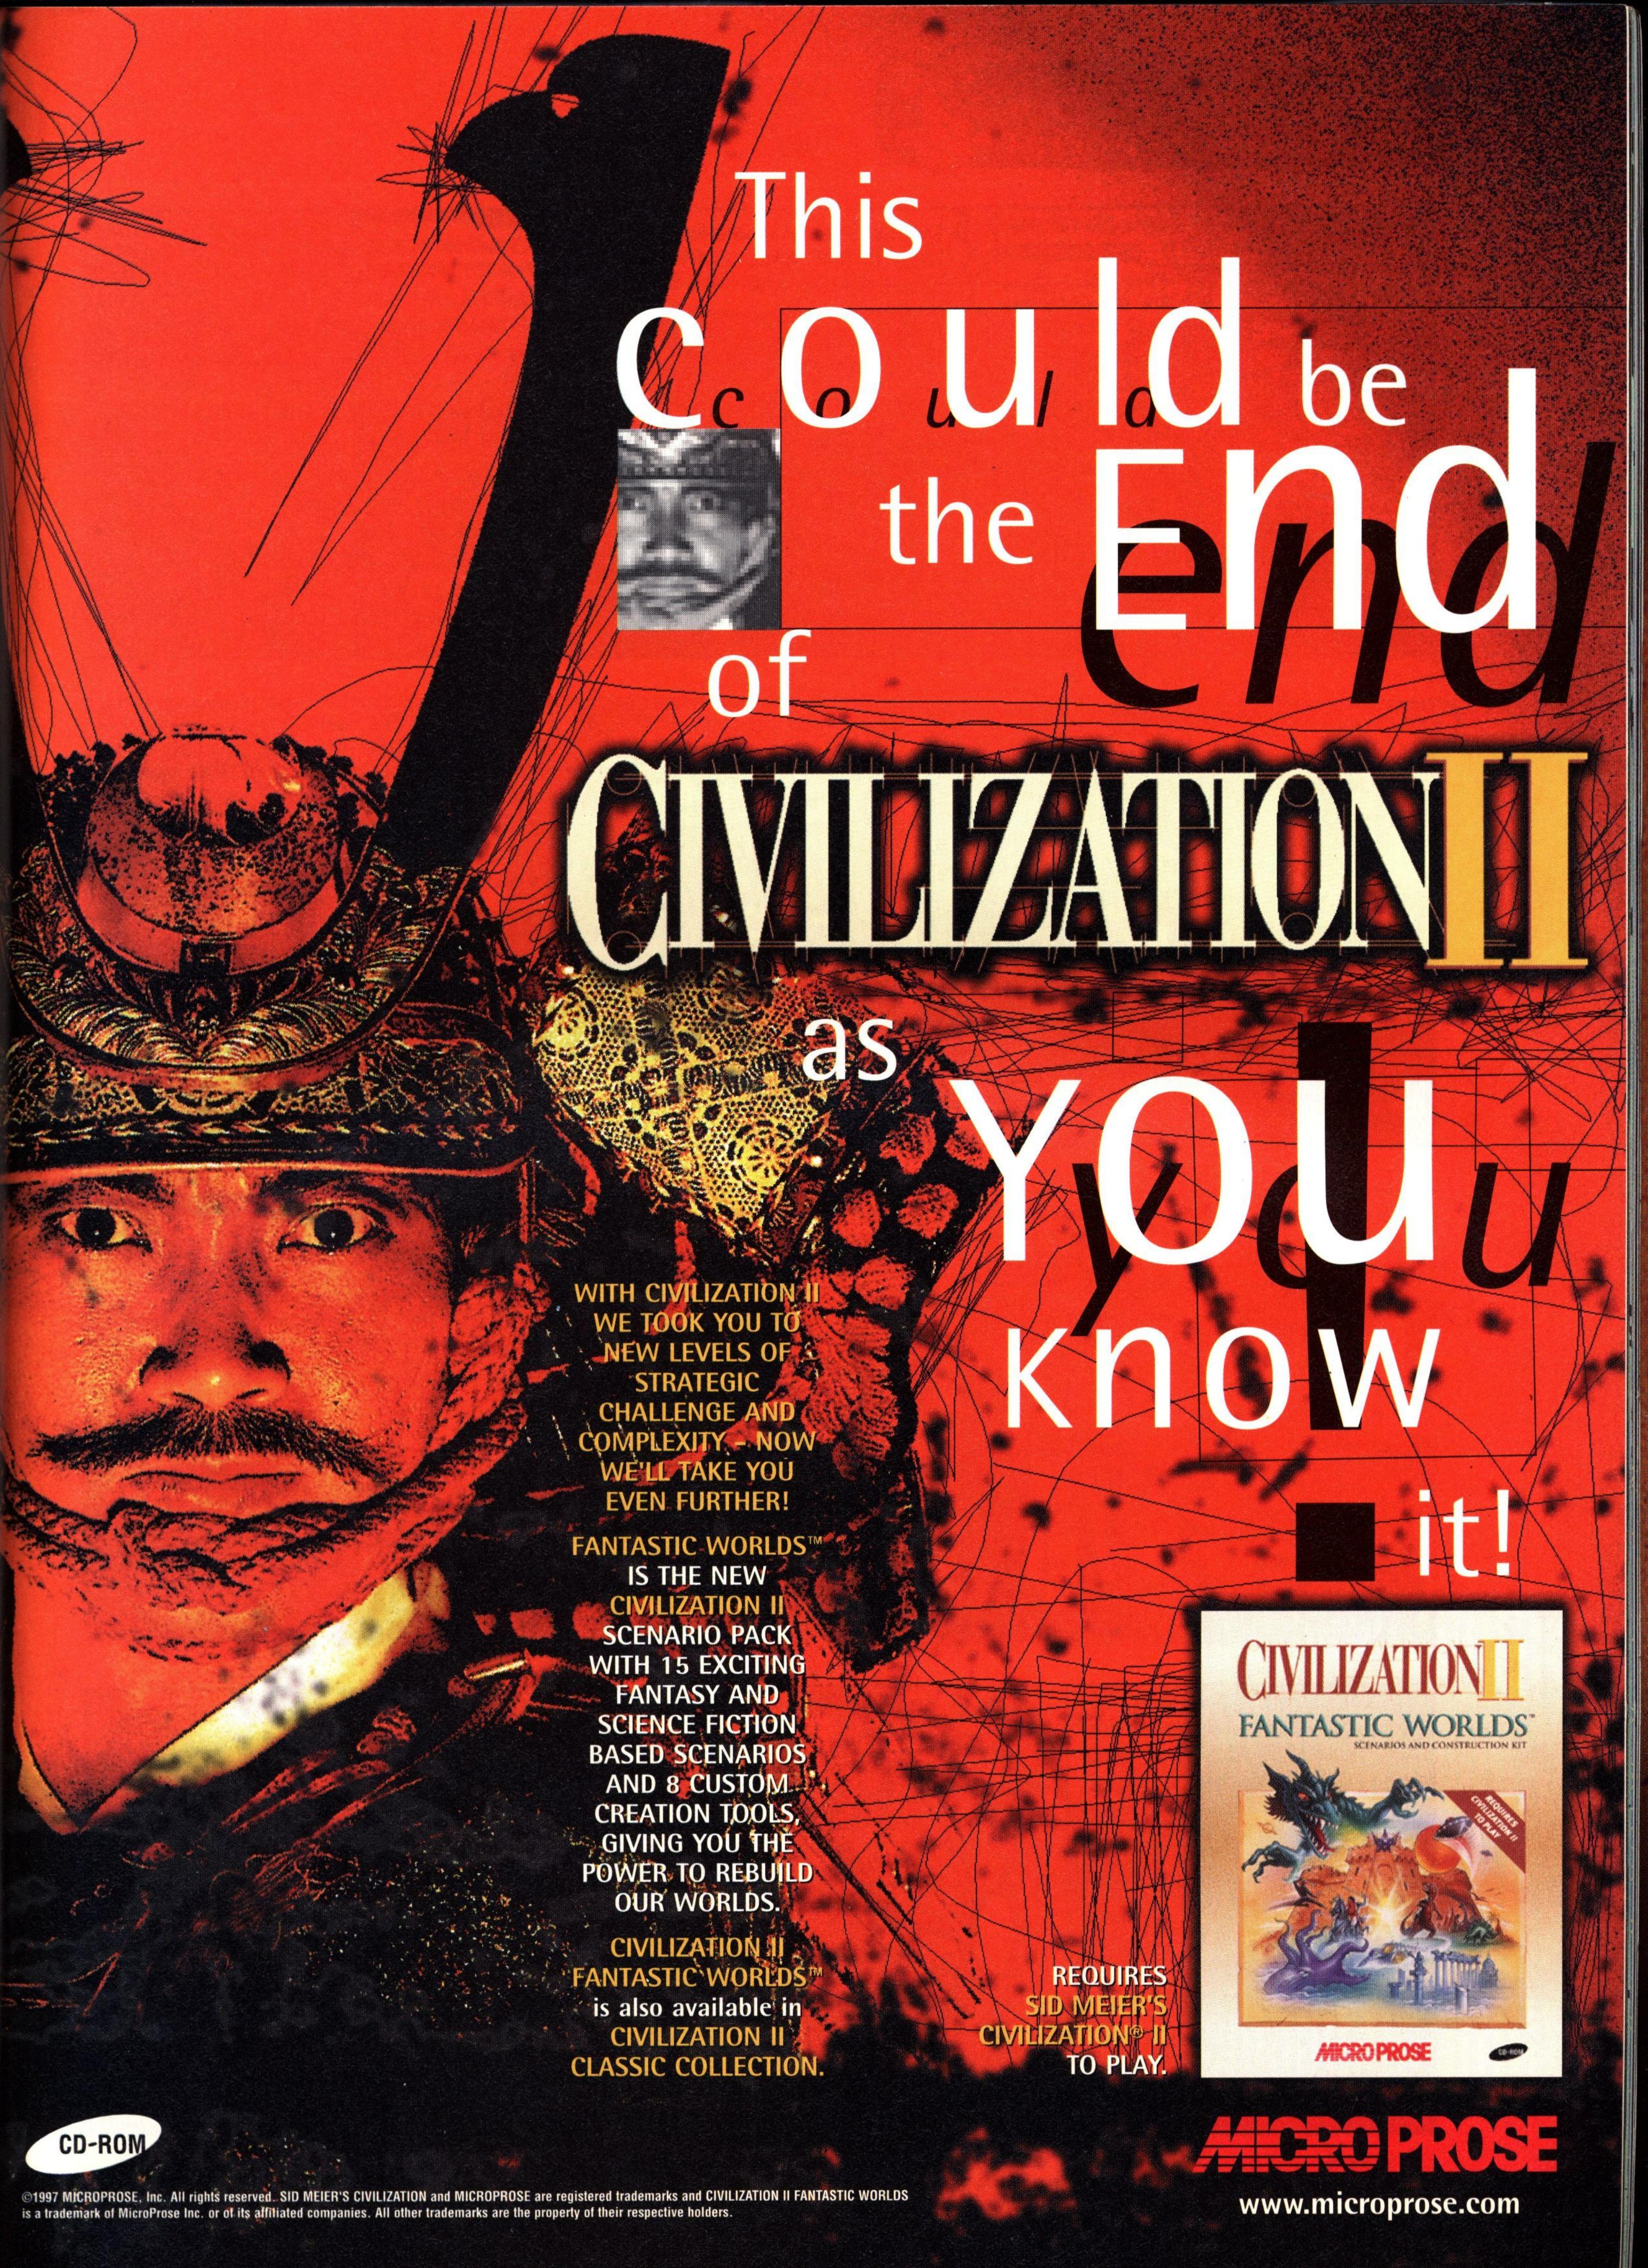 This
could be
could
the End
end
of
CIVILIZATION II
as
You
you
!
know
it!
WITH CIVILIZATION II
WE TOOK YOU TO
NEW LEVELS OF
STRATEGIC
CHALLENGE AND
COMPLEXITY - NOW
WE'LL TAKE YOU
EVEN FURTHER!
FANTASTIC WORLDS™
IS THE NEW
CIVILIZATION II
SCENARIO PACK
WITH 15 EXCITING
FANTASY AND
SCIENCE FICTION
BASED SCENARIOS
AND 8 CUSTOM
CREATION TOOLS,
GIVING YOU THE
POWER TO REBUILD
OUR WORLDS.
CIVILIZATION II
FANTASTIC WORLDS™
is also available in
CIVILIZATION II
CLASSIC COLLECTION.
REQUIRES
SID MEIER'S
CIVILIZATION® II
TO PLAY.
CIVILIZATION II
FANTASTIC WORLDS™
SCENARIOS AND CONSTRUCTION KIT
REQUIRES
CIVILIZATION II
TO PLAY
MICROPROSE
CD-ROM
CD-ROM
MICROPROSE
www.microprose.com
©1997 MICROPROSE, Inc. All rights reserved. SID MEIER'S CIVILIZATION and MICROPROSE are registered trademarks and CIVILIZATION II FANTASTIC WORLDS
is a trademark of MicroProse Inc. or of its affiliated companies. All other trademarks are the property of their respective holders.